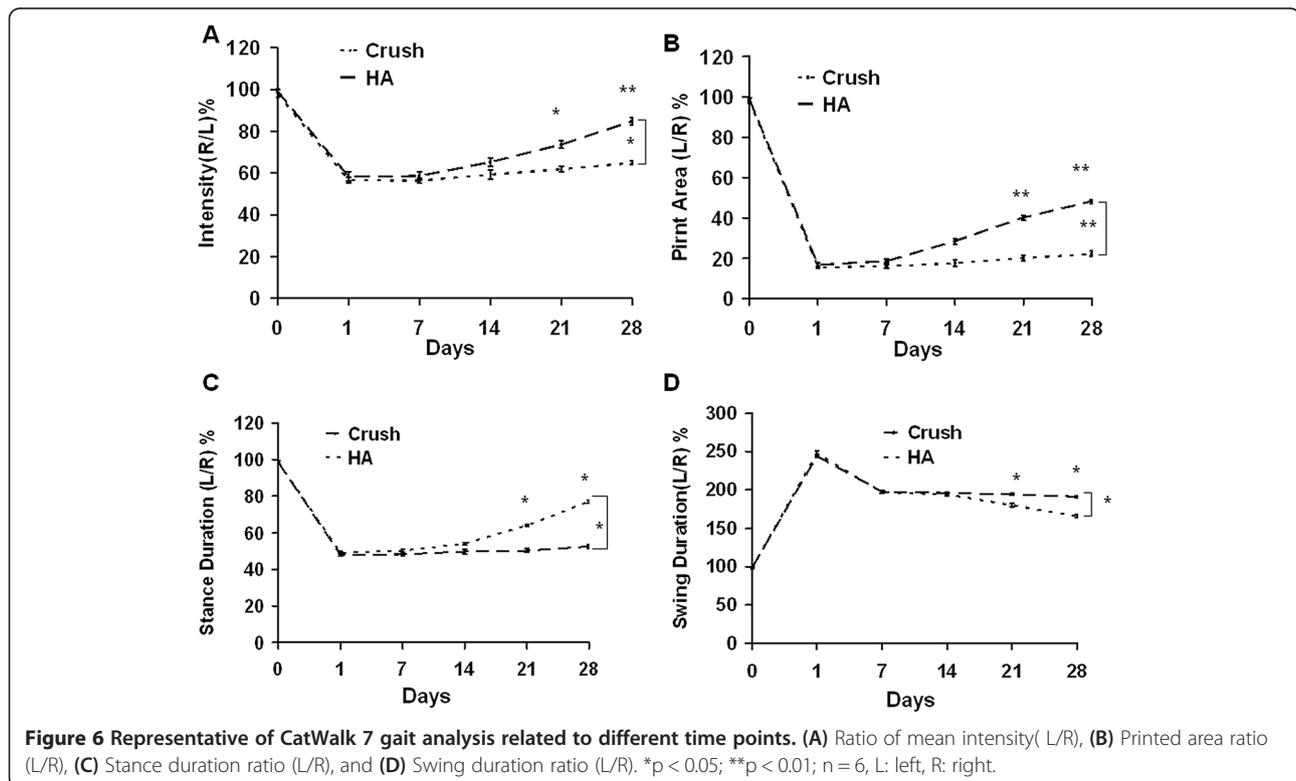 A
120
100
80
60
40
20
0
Intensity(R/L)%
Crush
HA
*
**
*
0 1 7 14 21 28
Days
B
120
100
80
60
40
20
0
Pirnt Area (L/R) %
Crush
HA
**
**
**
0 1 7 14 21 28
Days
C
120
100
80
60
40
20
0
Stance Duration (L/R) %
Crush
HA
*
*
*
0 1 7 14 21 28
Days
D
300
250
200
150
100
50
0
Swing Duration(L/R) %
Crush
HA
*
*
*
0 1 7 14 21 28
Days
Figure 6 Representative of CatWalk 7 gait analysis related to different time points. (A) Ratio of mean intensity( L/R), (B) Printed area ratio
(L/R), (C) Stance duration ratio (L/R), and (D) Swing duration ratio (L/R). *p < 0.05; **p < 0.01; n = 6, L: left, R: right.